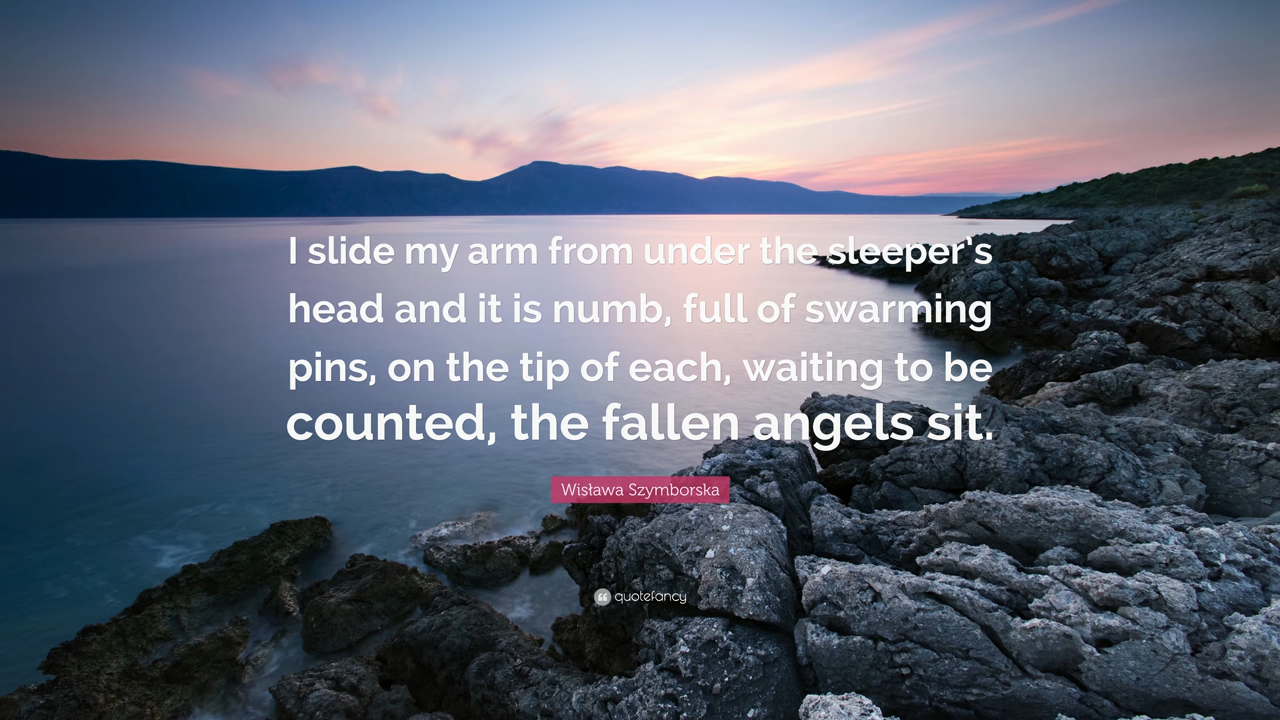 I slide my arm from under the sleeper’s
head and it is numb, full of swarming
pins, on the tip of each, waiting to be
counted, the fallen angels sit.
Wisława Szymborska
quotefancy